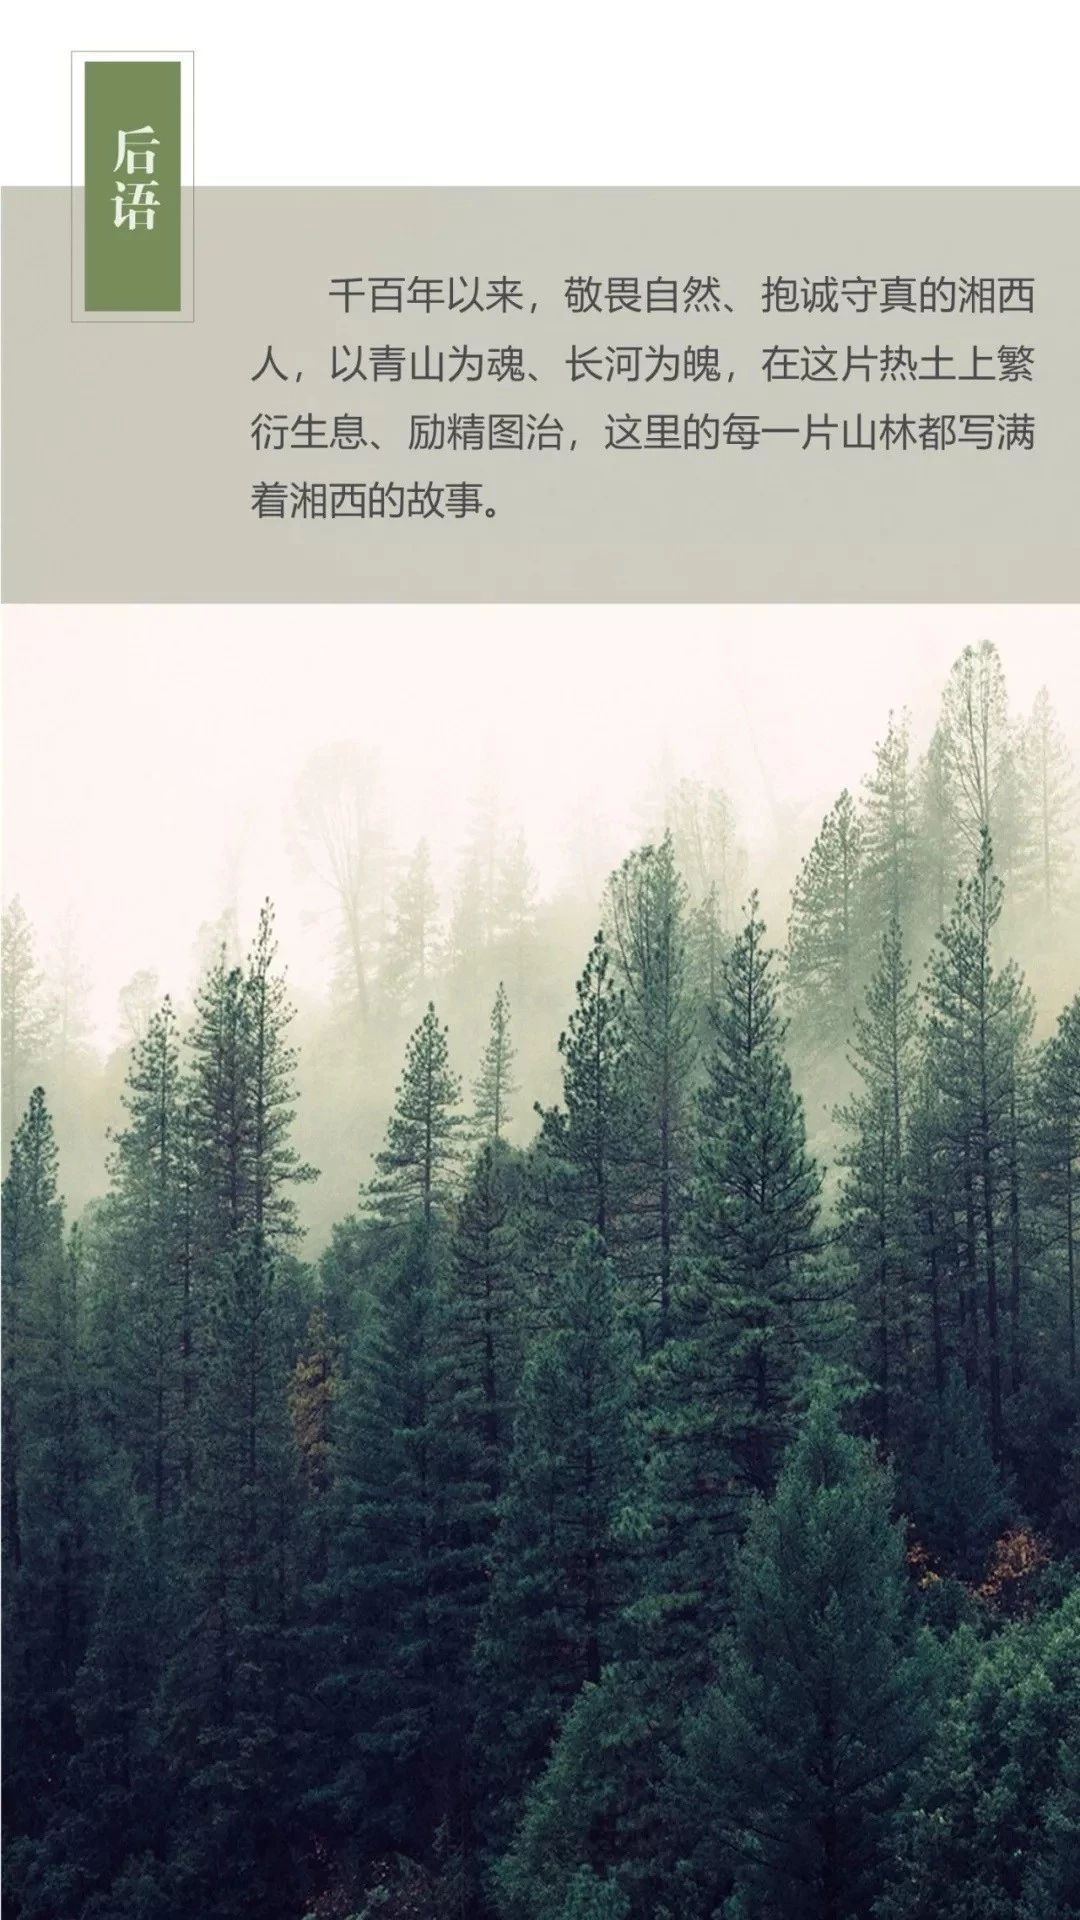 后语
千百年以来，敬畏自然、抱诚守真的湘西
人，以青山为魂、长河为魄，在这片热土上繁
衍生息、励精图治，这里的每一片山林都写满
着湘西的故事。